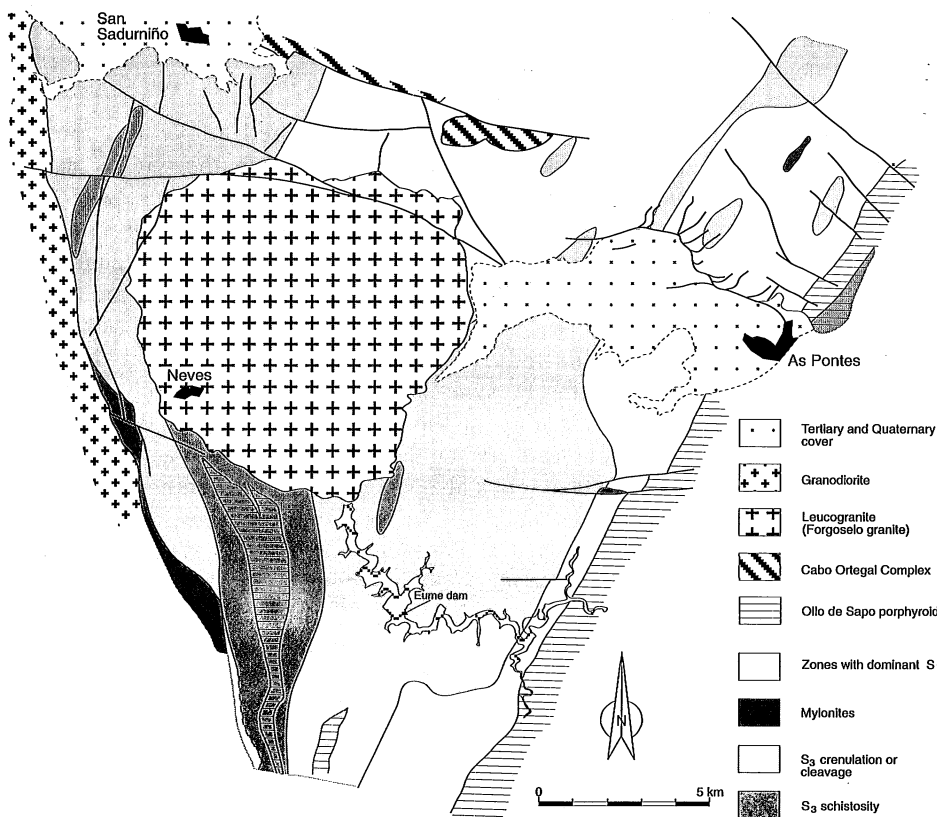 San
Sadurniño
Neves
As Pontes
Eume dam
N
0
5 km
Tertiary and Quaternary
cover
Granodiorite
Leucogranite
(Forgoselo granite)
Cabo Ortegal Complex
Ollo de Sapo porphyroid
Zones with dominant S
Mylonites
S₃ crenulation or
cleavage
S₃ schistosity